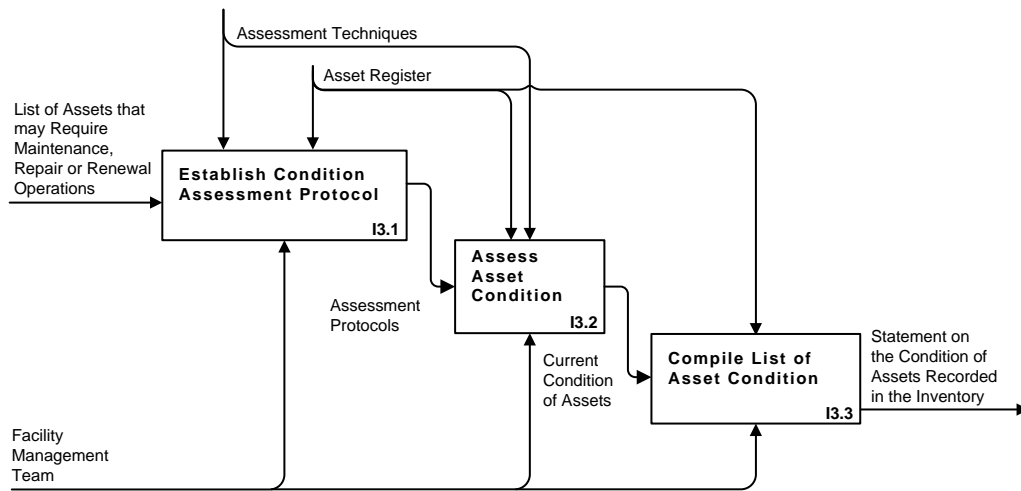 Assessment Techniques
Asset Register
List of Assets that
may Require
Maintenance,
Repair or Renewal
Operations
Establish Condition
Assessment Protocol
I3.1
Assess
Asset
Condition
I3.2
Assessment
Protocols
Current
Condition
of Assets
Compile List of
Asset Condition
I3.3
Statement on
the Condition of
Assets Recorded
in the Inventory
Facility
Management
Team